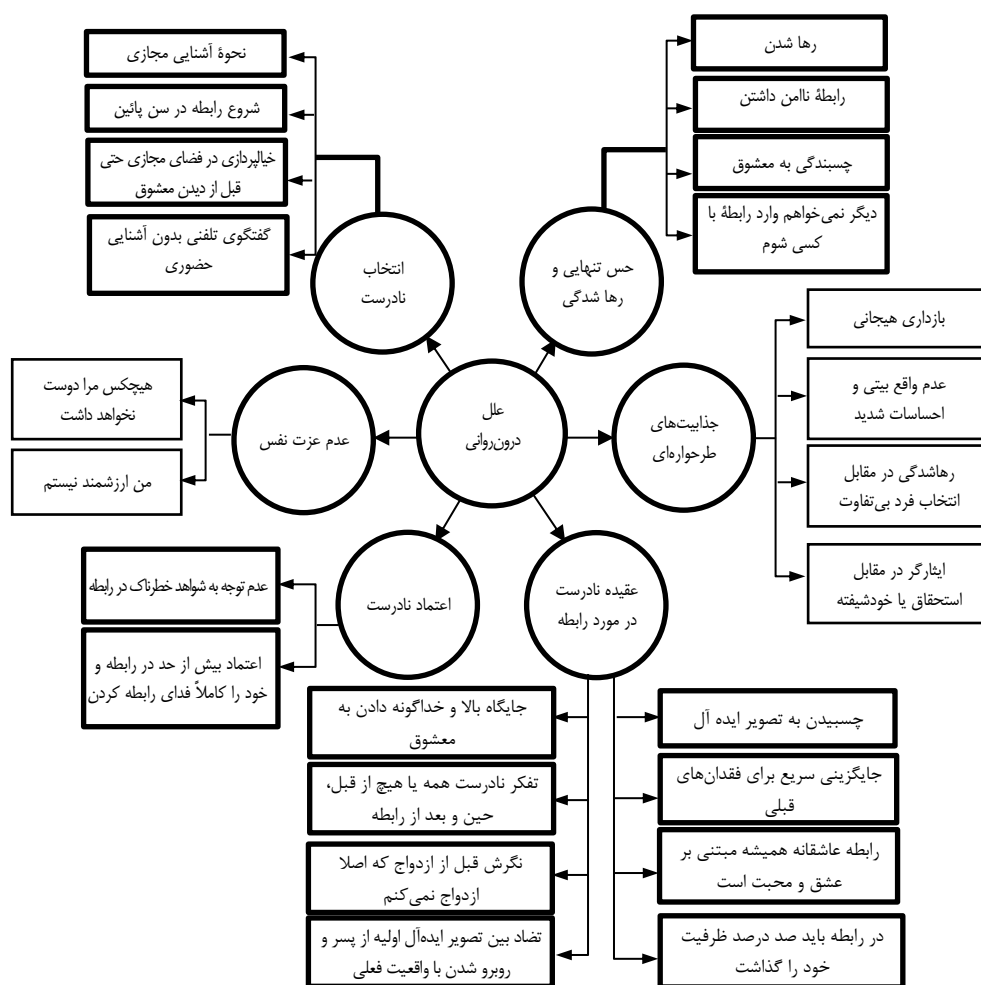 رها شدن
رابطهٔ ناامن داشتن
چسبندگی به معشوق
دیگر نمی‌خواهم وارد رابطهٔ با
کسی شوم
حس تنهایی و
رها شدگی
نحوهٔ آشنایی مجازی
شروع رابطه در سن پائین
خیالپردازی در فضای مجازی حتی
قبل از دیدن معشوق
گفتگوی تلفنی بدون آشنایی
حضوری
انتخاب
نادرست
علل
درون‌روانی
جذابیت‌های
طرحواره‌ای
بازداری هیجانی
عدم واقع بیتی و
احساسات شدید
رهاشدگی در مقابل
انتخاب فرد بی‌تفاوت
ایثارگر در مقابل
استحقاق یا خودشیفته
عدم عزت نفس
هیچکس مرا دوست
نخواهد داشت
من ارزشمند نیستم
عقیده نادرست
در مورد رابطه
اعتماد نادرست
عدم توجه به شواهد خطرناک در رابطه
اعتماد بیش از حد در رابطه و
خود را کاملاً فدای رابطه کردن
چسبیدن به تصویر ایده آل
جایگزینی سریع برای فقدان‌های
قبلی
رابطه عاشقانه همیشه مبتنی بر
عشق و محبت است
در رابطه باید صد درصد ظرفیت
خود را گذاشت
جایگاه بالا و خداگونه دادن به
معشوق
تفکر نادرست همه یا هیچ از قبل،
حین و بعد از رابطه
نگرش قبل از ازدواج که اصلا
ازدواج نمی‌کنم
تضاد بین تصویر ایده‌آل اولیه از پسر و
روبرو شدن با واقعیت فعلی